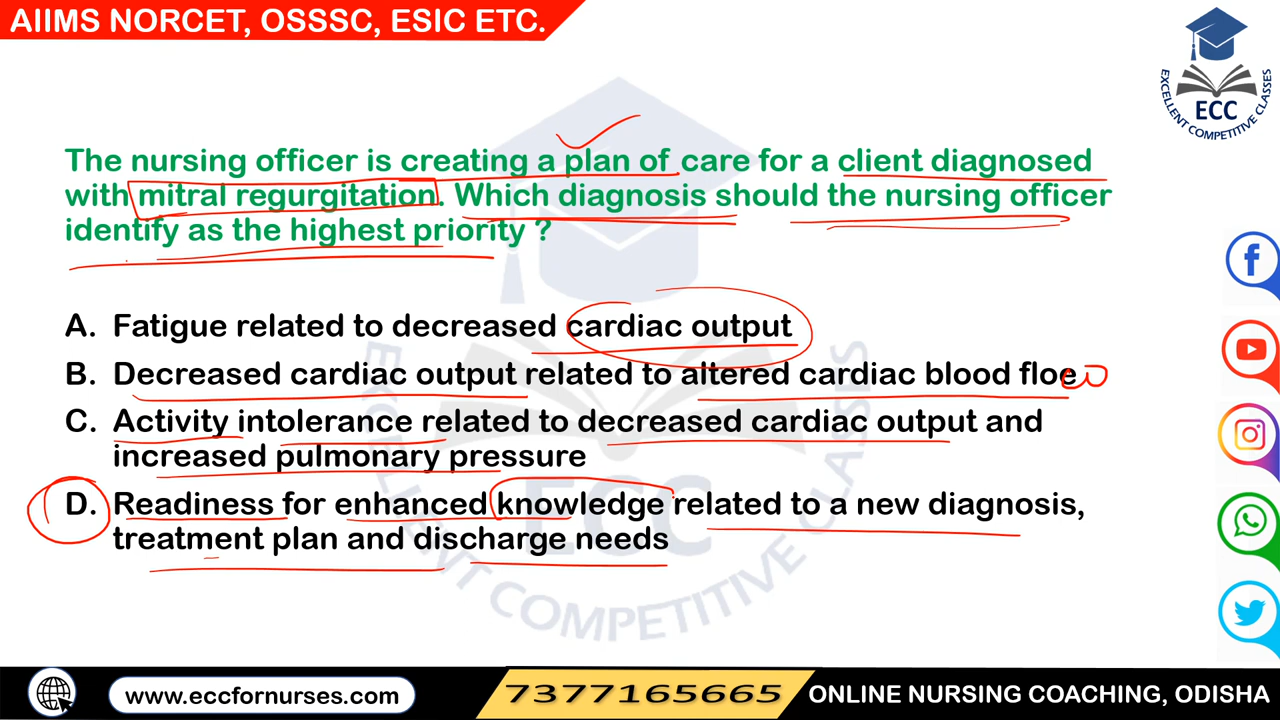 AIIMS NORCET, OSSSC, ESIC ETC.
EXCELLENT COMPETITIVE CLASSES
ECC
The nursing officer is creating a plan of care for a client diagnosed
with mitral regurgitation. Which diagnosis should the nursing officer
identify as the highest priority ?
A. Fatigue related to decreased cardiac output
B. Decreased cardiac output related to altered cardiac blood floe
w
C. Activity intolerance related to decreased cardiac output and
increased pulmonary pressure
D. Readiness for enhanced knowledge related to a new diagnosis,
treatment plan and discharge needs
EXCELLENT COMPETITIVE CLASSES
ECC
www.eccfornurses.com
7377165665
ONLINE NURSING COACHING, ODISHA